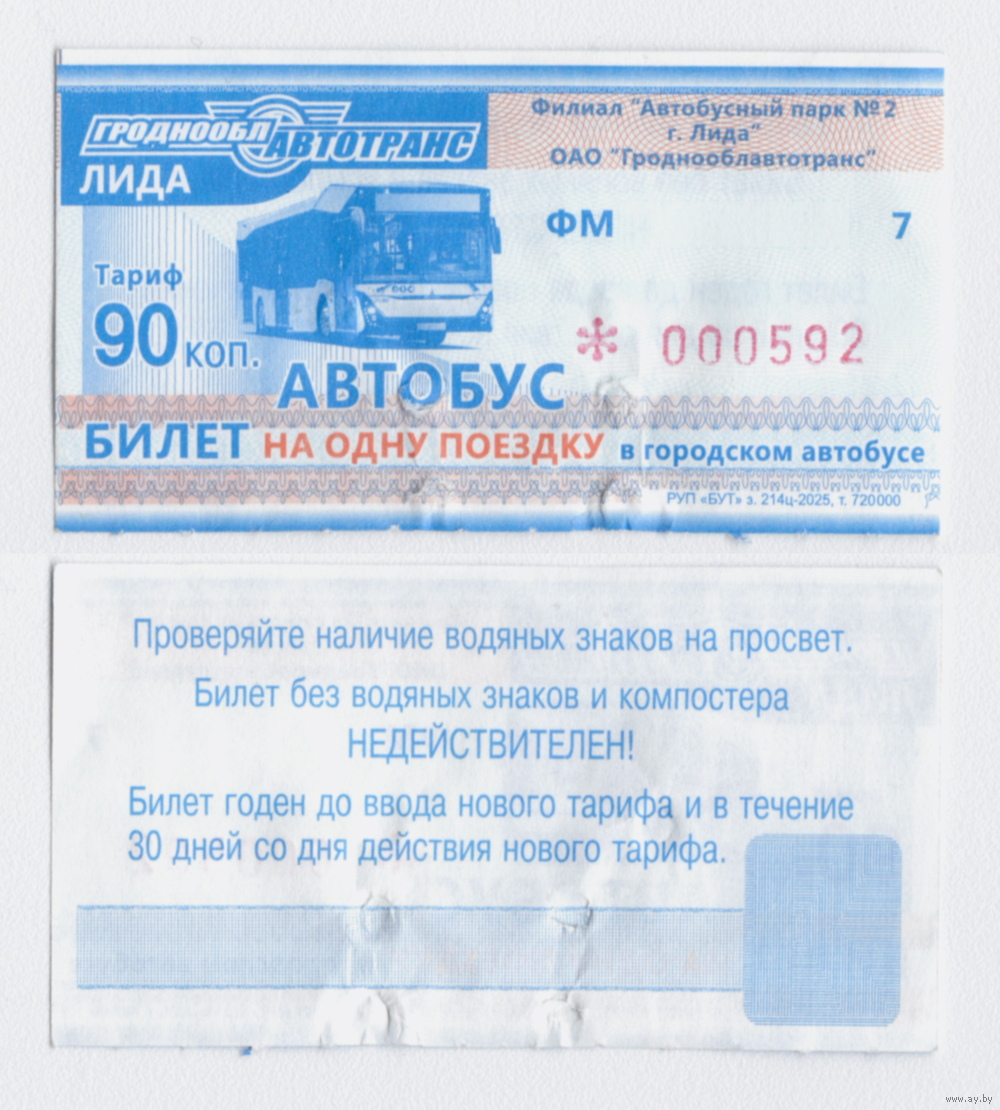 ГРОДНООБЛАВТОТРАНС
ЛИДА
Филиал "Автобусный парк №2
г. Лида"
ОАО "Гроднооблавтотранс"
ФМ 7
Тариф
90 коп.
* 000592
АВТОБУС
БИЛЕТ НА ОДНУ ПОЕЗДКУ в городском автобусе
РУП «БУТ» з. 214ц-2025, т. 720000
Проверяйте наличие водяных знаков на просвет.
Билет без водяных знаков и компостера
НЕДЕЙСТВИТЕЛЕН!
Билет годен до ввода нового тарифа и в течение
30 дней со дня действия нового тарифа.
www.ay.by